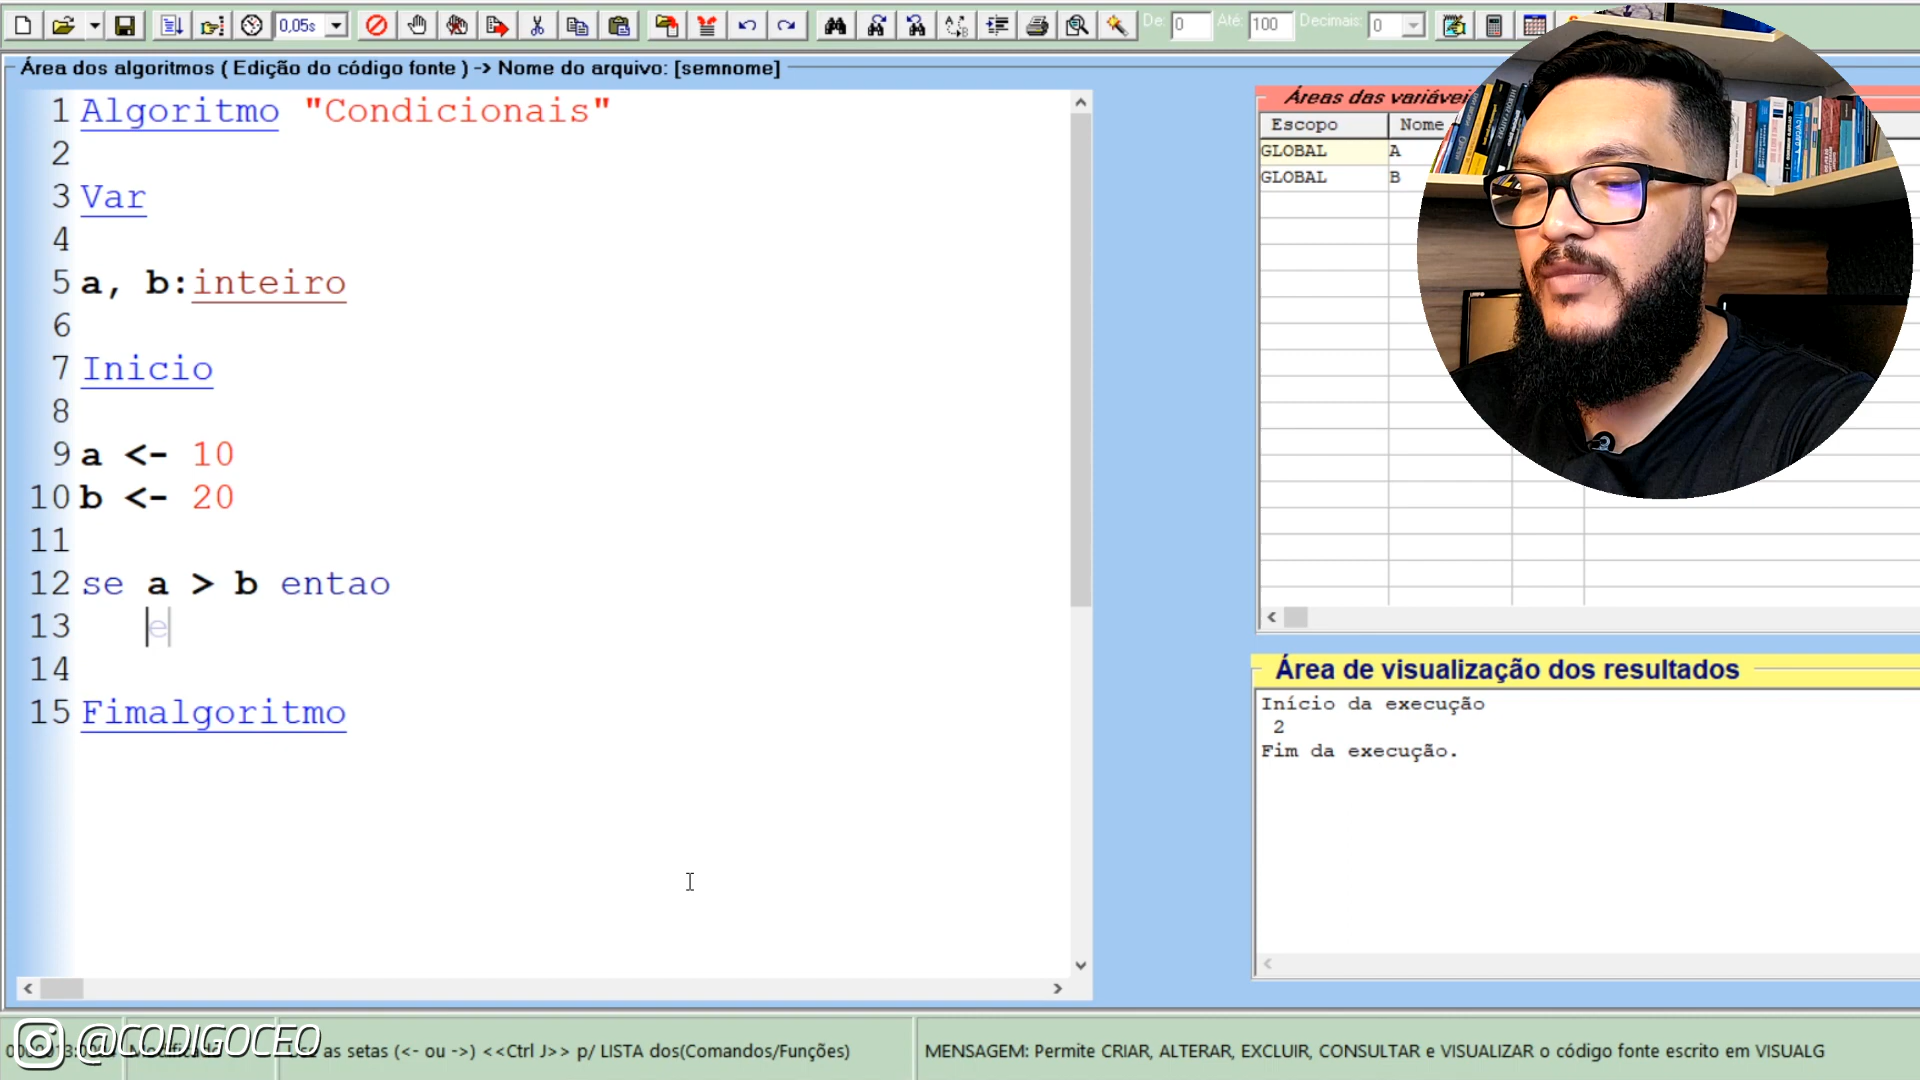 0,05s
De: 0 Até: 100 Decimais: 0
Área dos algoritmos ( Edição do código fonte ) -> Nome do arquivo: [semnome]
1 Algoritmo "Condicionais"
2
3 Var
4
5 a, b:inteiro
6
7 Inicio
8
9 a <- 10
10 b <- 20
11
12 se a > b entao
13 e
14
15 Fimalgoritmo
Áreas das variávei
Escopo Nome
GLOBAL A
GLOBAL B
Área de visualização dos resultados
Início da execução
2
Fim da execução.
@CODIGOCEO
as setas (<- ou ->) <<Ctrl J>> p/ LISTA dos(Comandos/Funções)
MENSAGEM: Permite CRIAR, ALTERAR, EXCLUIR, CONSULTAR e VISUALIZAR o código fonte escrito em VISUALG